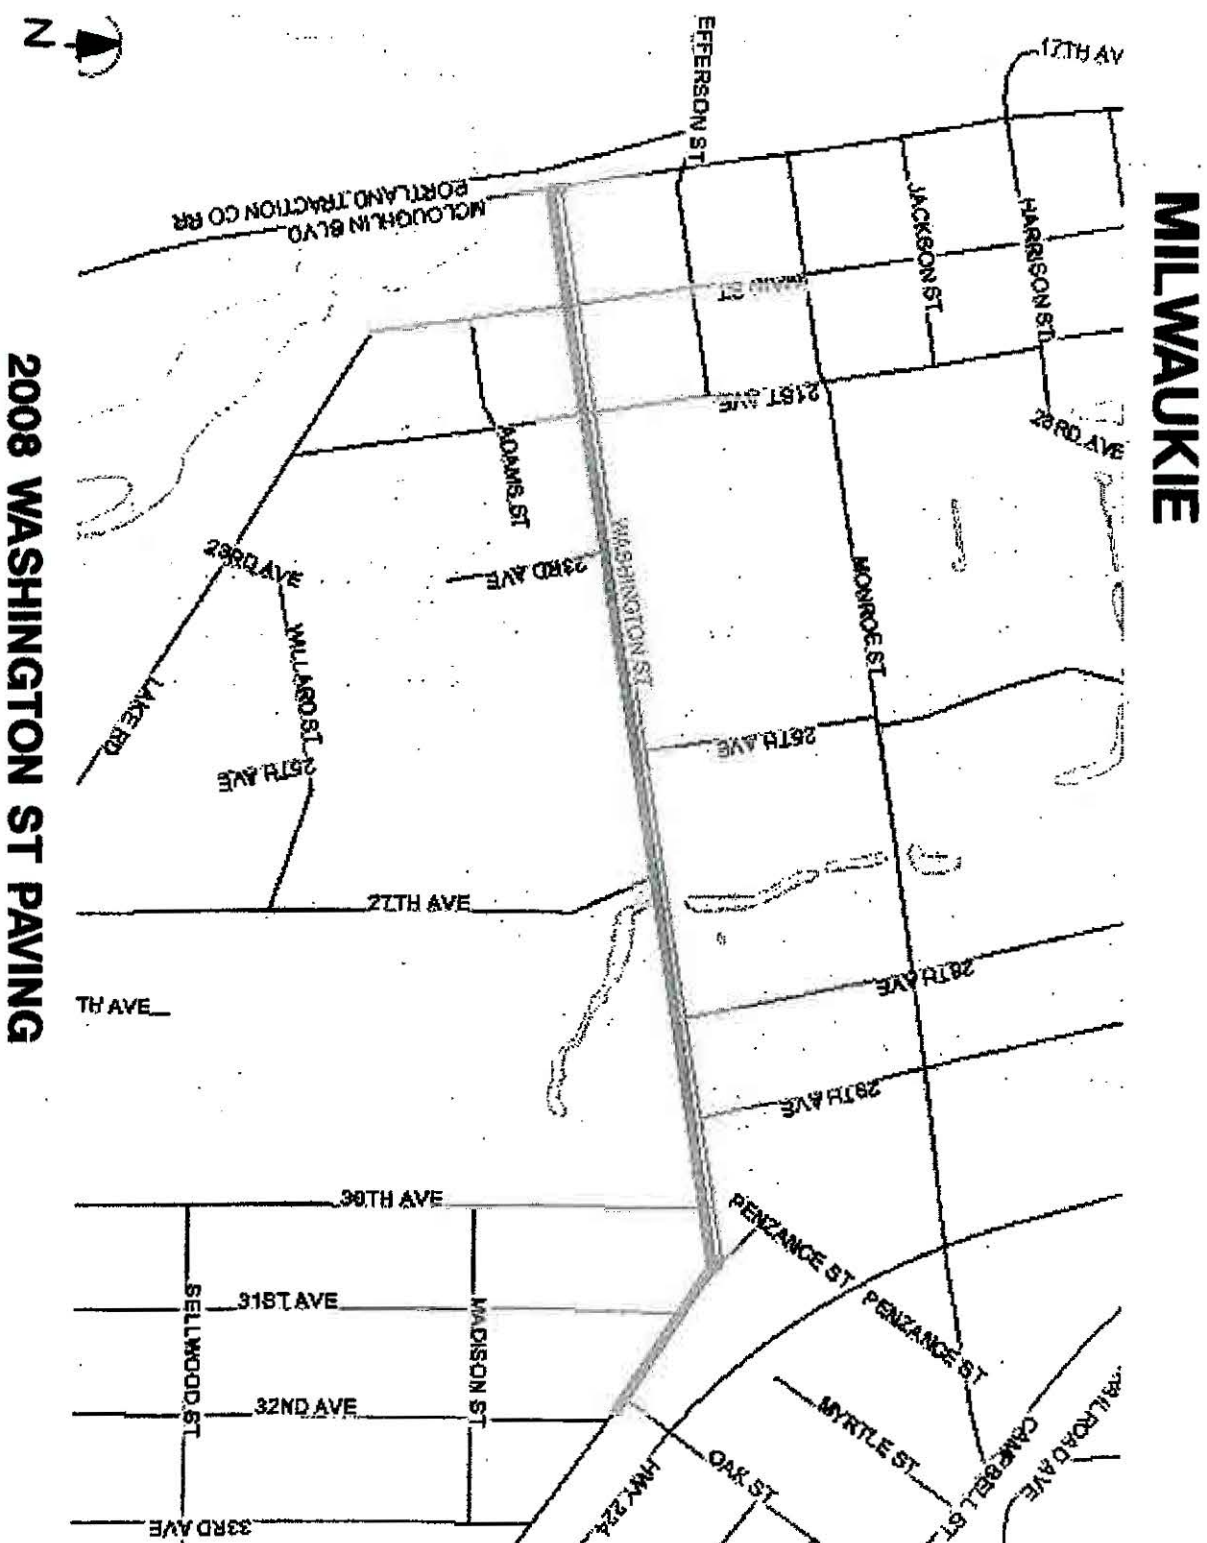 MILWAUKIE
17TH AV
EFFERSON ST
JACKSON ST
HARRISON ST
PORTLAND TRACTION CO RR
MCLOUGHLIN BLVD
MAIN ST
21ST AVE
23RD AVE
ADAMS ST
23RD AVE
23RD AVE
WASHINGTON ST
MONROE ST
WILLARD ST
LAKE RD
25TH AVE
26TH AVE
27TH AVE
28TH AVE
TH AVE
29TH AVE
30TH AVE
PENZANCE ST
PENZANCE ST
31ST AVE
SELLWOOD ST
MADISON ST
32ND AVE
MYRTLE ST
CAMPBELL ST
RAILROAD AVE
OAK ST
HWY 224
33RD AVE
2008 WASHINGTON ST PAVING
N